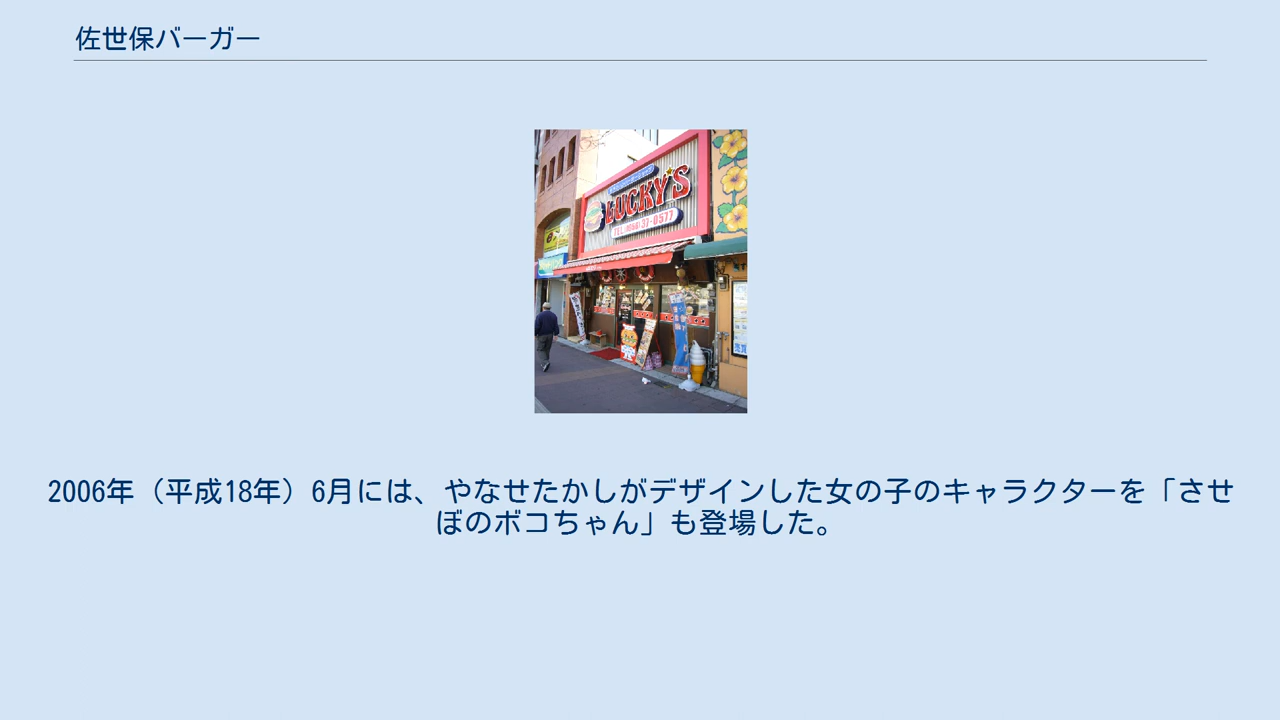 佐世保バーガー
LUCKY'S
2006年（平成18年）6月には、やなせたかしがデザインした女の子のキャラクターを「させ
ぼのボコちゃん」も登場した。